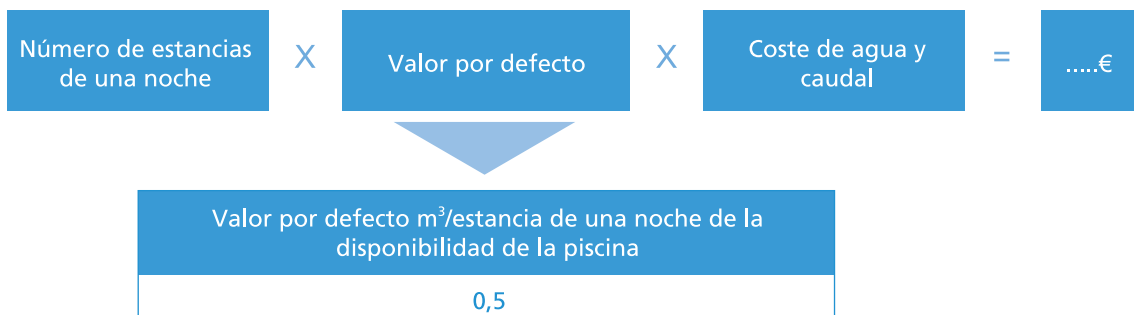 Número de estancias
de una noche
X
Valor por defecto
X
Coste de agua y
caudal
=
.....€
Valor por defecto m³/estancia de una noche de la
disponibilidad de la piscina
0,5